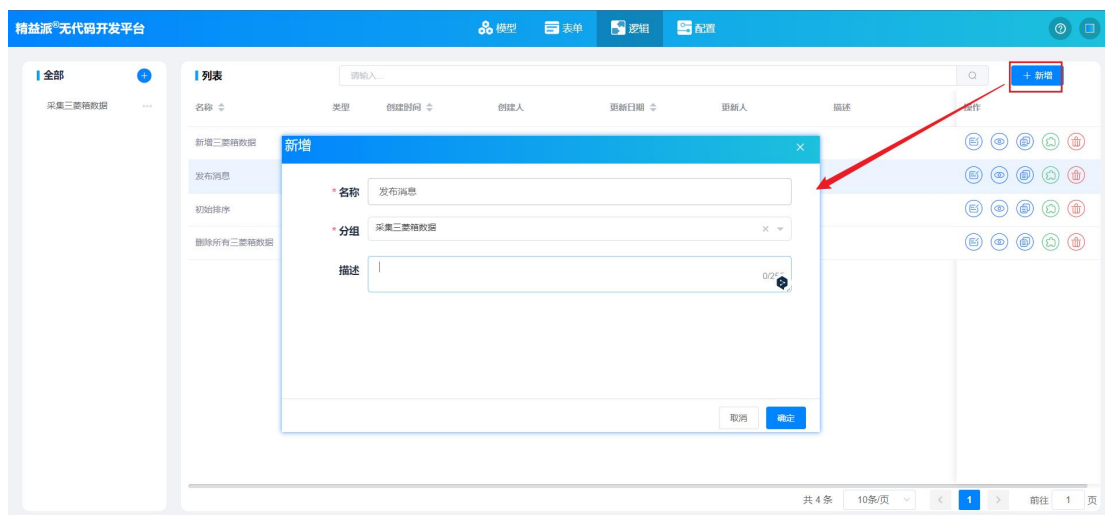 精益派®无代码开发平台 模型 表单 逻辑 配置
全部
采集三菱箱数据 ...
列表 请输入... + 新增
名称 类型 创建时间 创建人 更新日期 更新人 描述 操作
新增三菱箱数据
发布消息
初始排序
删除所有三菱箱数据
新增
* 名称 发布消息
* 分组 采集三菱箱数据
描述
取消 确定
共 4 条 10条/页 1 前往 1 页